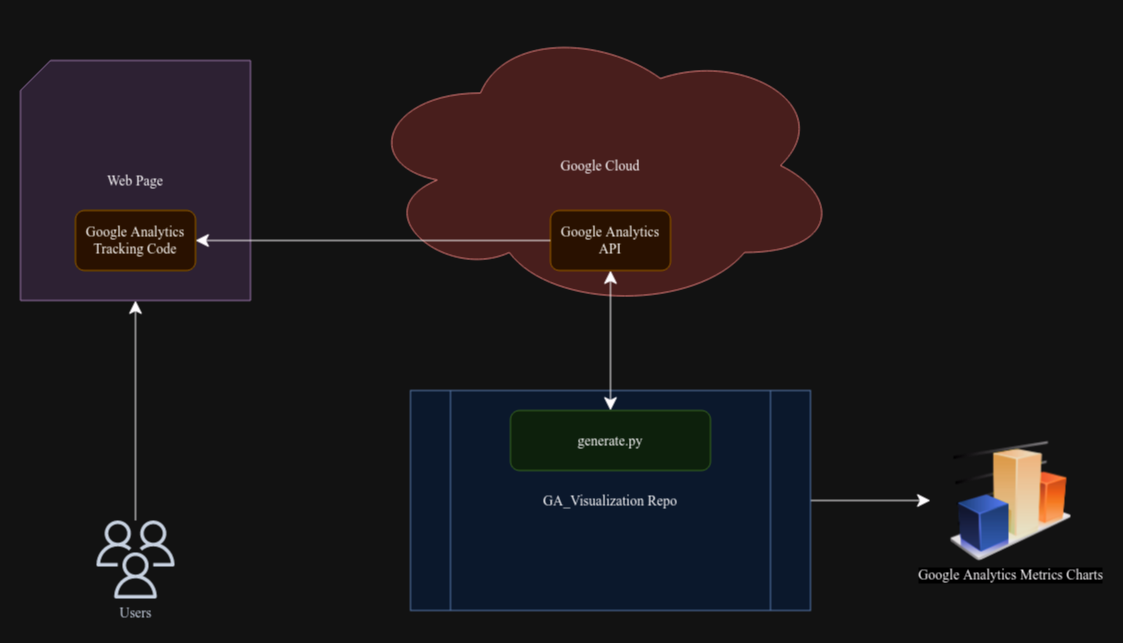 Web Page
Google Analytics
Tracking Code
Google Cloud
Google Analytics
API
generate.py
GA_Visualization Repo
Users
Google Analytics Metrics Charts